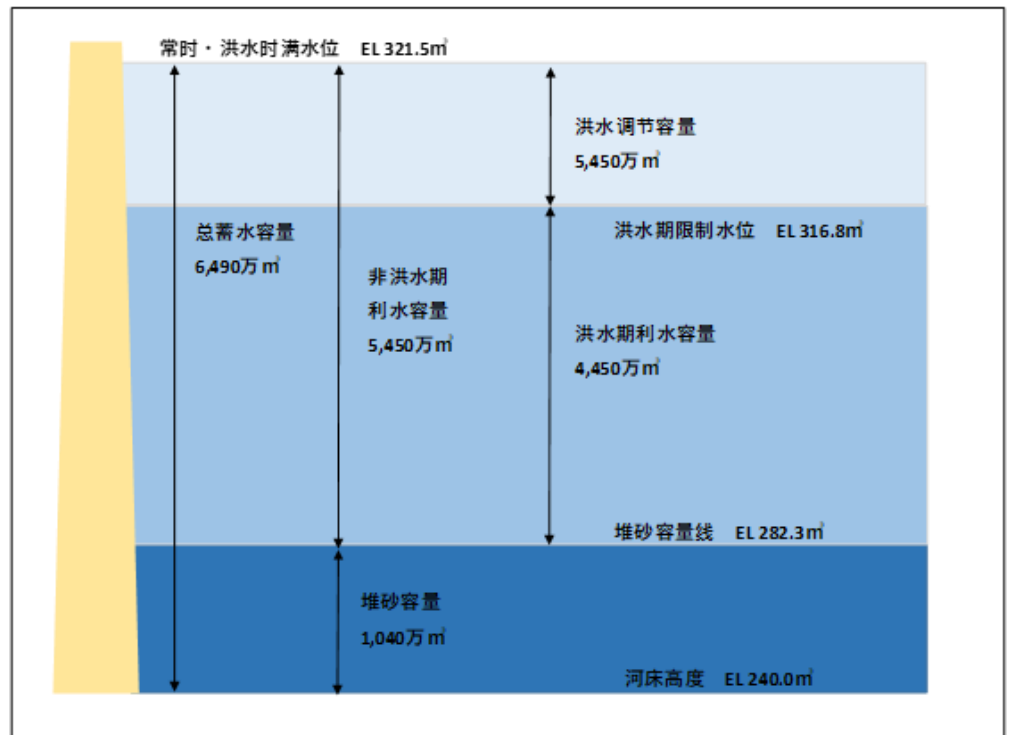 常时・洪水时满水位 EL 321.5㎥
洪水调节容量
5,450万㎥
总蓄水容量
6,490万㎥
洪水期限制水位 EL 316.8㎥
非洪水期
利水容量
5,450万㎥
洪水期利水容量
4,450万㎥
堆砂容量线 EL 282.3㎥
堆砂容量
1,040万㎥
河床高度 EL 240.0㎥